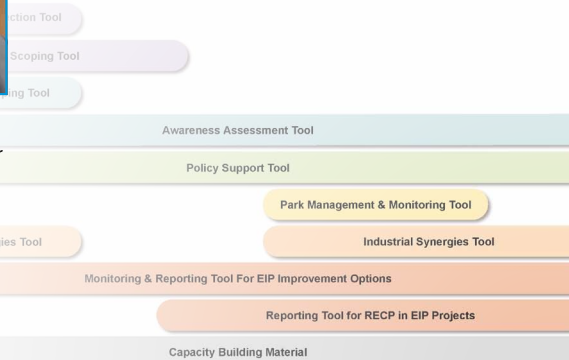 ction Tool
Scoping Tool
ping Tool
Awareness Assessment Tool
Policy Support Tool
Park Management & Monitoring Tool
ies Tool
Industrial Synergies Tool
Monitoring & Reporting Tool For EIP Improvement Options
Reporting Tool for RECP in EIP Projects
Capacity Building Material